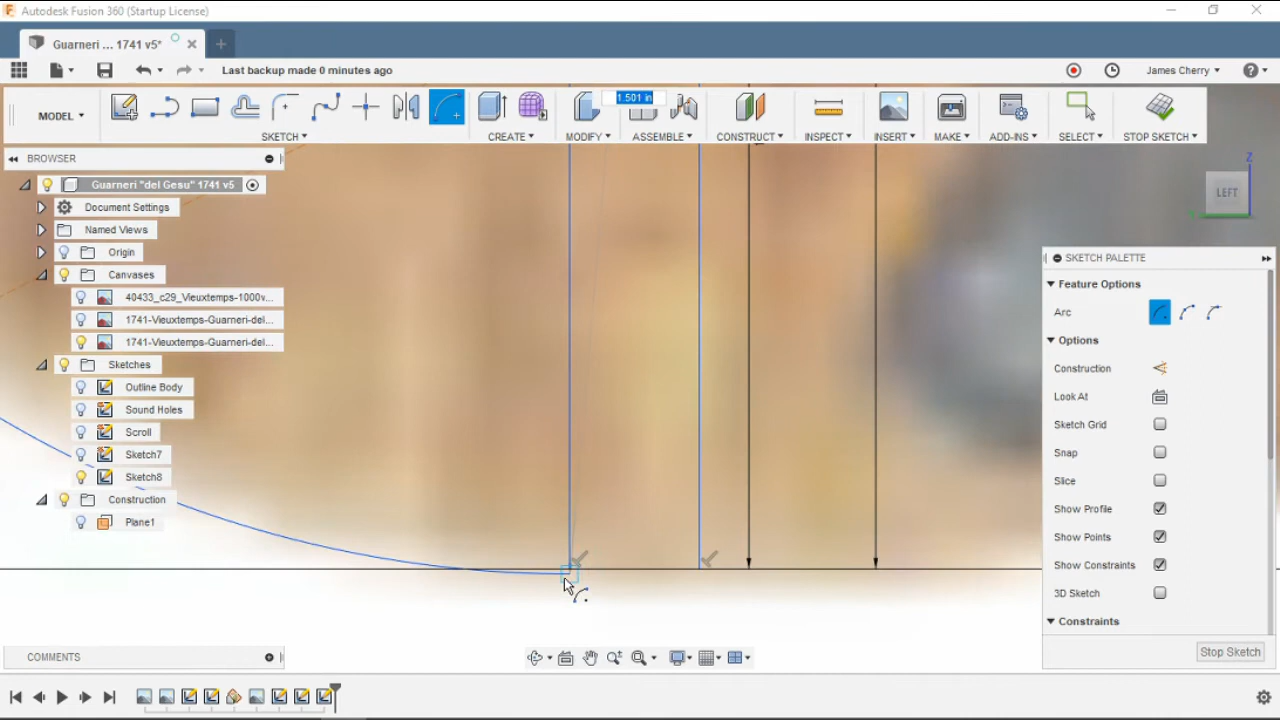 Autodesk Fusion 360 (Startup License)
Guarneri ... 1741 v5*
Last backup made 0 minutes ago
James Cherry
MODEL
1.501 in
SKETCH
CREATE
MODIFY
ASSEMBLE
CONSTRUCT
INSPECT
INSERT
MAKE
ADD-INS
SELECT
STOP SKETCH
BROWSER
Guarneri "del Gesu" 1741 v5
Document Settings
Named Views
Origin
Canvases
40433_c29_Vieuxtemps-1000v...
1741-Vieuxtemps-Guarneri-del...
1741-Vieuxtemps-Guarneri-del...
Sketches
Outline Body
Sound Holes
Scroll
Sketch7
Sketch8
Construction
Plane1
Z
LEFT
SKETCH PALETTE
Feature Options
Arc
Options
Construction
Look At
Sketch Grid
Snap
Slice
Show Profile
Show Points
Show Constraints
3D Sketch
Constraints
Stop Sketch
COMMENTS